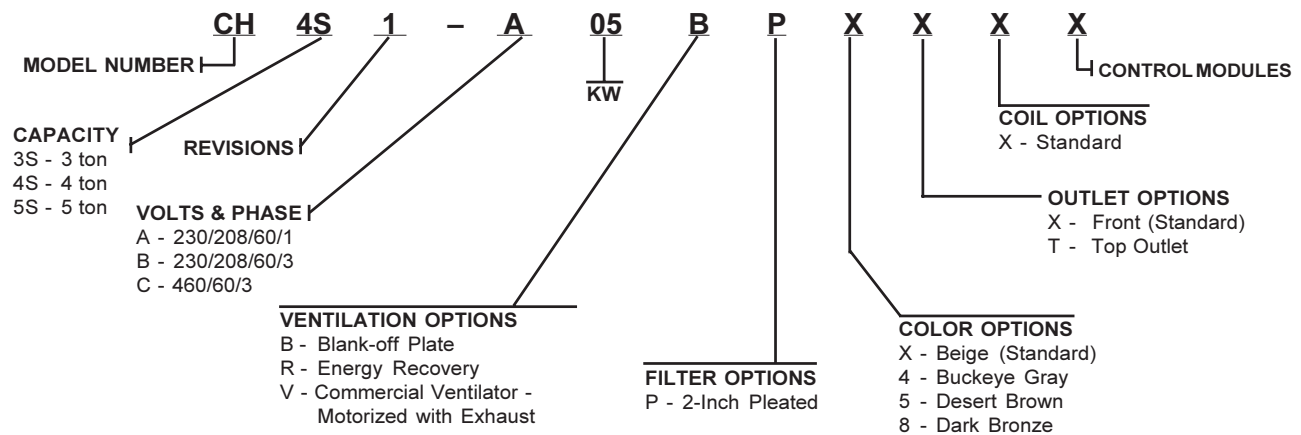 CH 4S 1 – A 05 B P X X X X
MODEL NUMBER
CONTROL MODULES
KW
COIL OPTIONS
X - Standard
CAPACITY
3S - 3 ton
4S - 4 ton
5S - 5 ton
REVISIONS
OUTLET OPTIONS
X - Front (Standard)
T - Top Outlet
VOLTS & PHASE
A - 230/208/60/1
B - 230/208/60/3
C - 460/60/3
VENTILATION OPTIONS
B - Blank-off Plate
R - Energy Recovery
V - Commercial Ventilator -
Motorized with Exhaust
FILTER OPTIONS
P - 2-Inch Pleated
COLOR OPTIONS
X - Beige (Standard)
4 - Buckeye Gray
5 - Desert Brown
8 - Dark Bronze